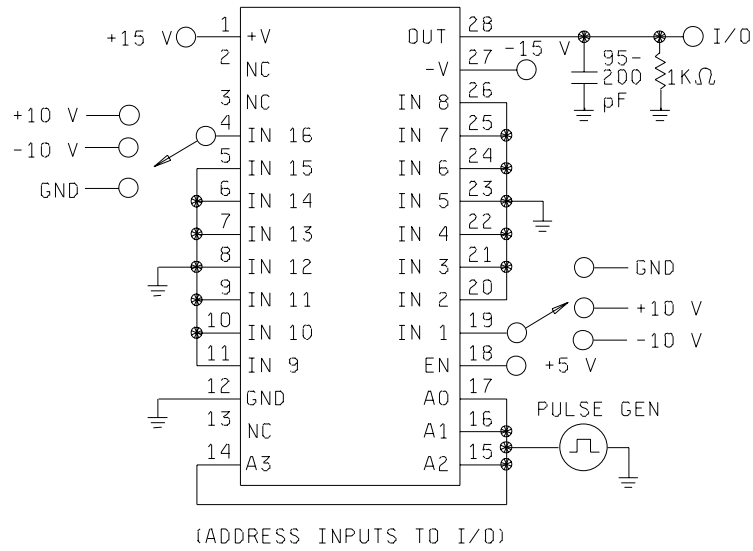 +15 V 1 +V OUT 28 I/O
2 NC -V 27 -15 V
95-200 pF 1KΩ
3 NC IN 8 26
+10 V
-10 V
GND
4 IN 16 IN 7 25
5 IN 15 IN 6 24
6 IN 14 IN 5 23
7 IN 13 IN 4 22
8 IN 12 IN 3 21
9 IN 11 IN 2 20
10 IN 10 IN 1 19
GND
+10 V
-10 V
11 IN 9 EN 18 +5 V
12 GND A0 17
13 NC A1 16
PULSE GEN
14 A3 A2 15
(ADDRESS INPUTS TO I/O)